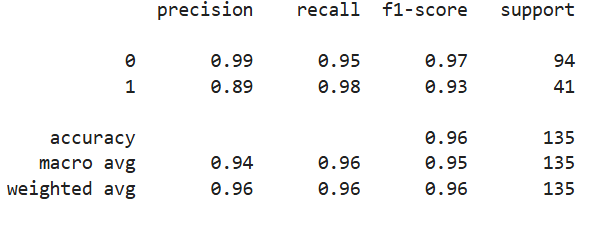 precision recall f1-score support
0 0.99 0.95 0.97 94
1 0.89 0.98 0.93 41
accuracy 0.96 135
macro avg 0.94 0.96 0.95 135
weighted avg 0.96 0.96 0.96 135